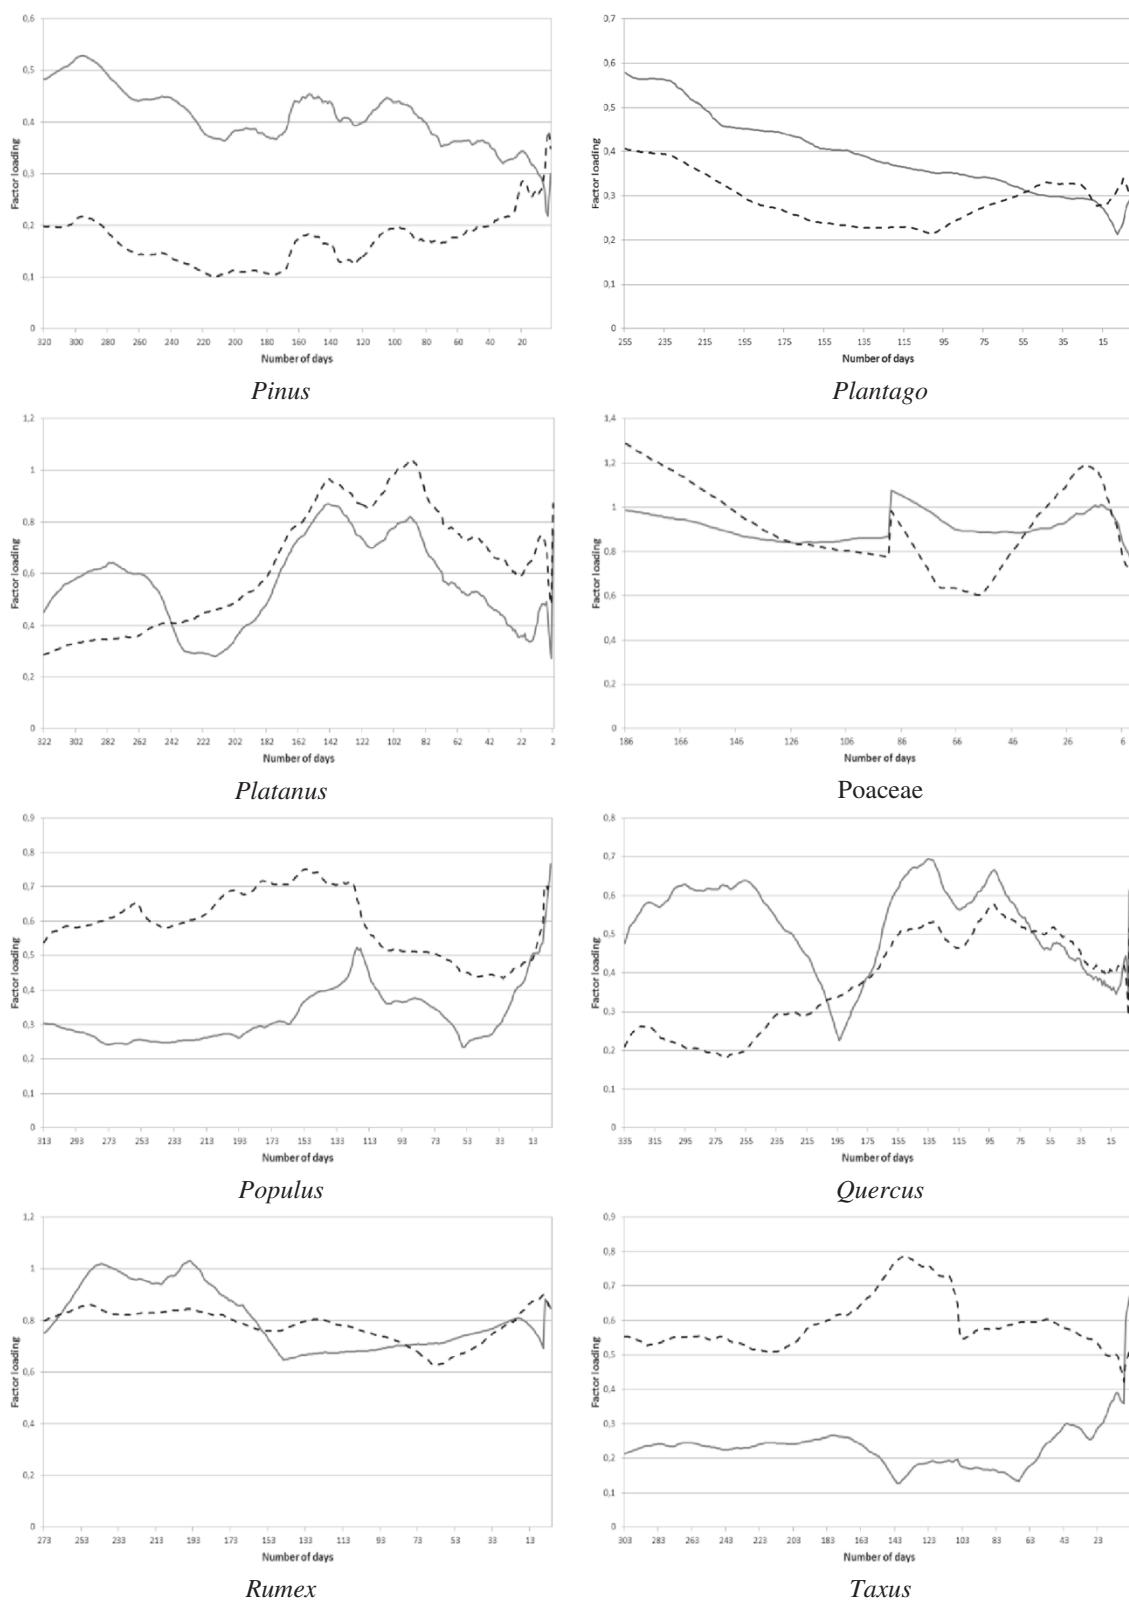 0,6
0,5
0,4
0,3
0,2
0,1
0
Factor loading
320 300 280 260 240 220 200 180 160 140 120 100 80 60 40 20
Number of days
Pinus
0,7
0,6
0,5
0,4
0,3
0,2
0,1
0
Factor loading
255 235 215 195 175 155 135 115 95 75 55 35 15
Number of days
Plantago
1,2
1
0,8
0,6
0,4
0,2
0
Factor loading
322 302 282 262 242 222 202 182 162 142 122 102 82 62 42 22 2
Number of days
Platanus
1,4
1,2
1
0,8
0,6
0,4
0,2
0
Factor loading
186 166 146 126 106 86 66 46 26 6
Number of days
Poaceae
0,9
0,8
0,7
0,6
0,5
0,4
0,3
0,2
0,1
0
Factor loading
313 293 273 253 233 213 193 173 153 133 113 93 73 53 33 13
Number of days
Populus
0,8
0,7
0,6
0,5
0,4
0,3
0,2
0,1
0
Factor loading
335 315 295 275 255 235 215 195 175 155 135 115 95 75 55 35 15
Number of days
Quercus
1,2
1
0,8
0,6
0,4
0,2
0
Factor loading
273 253 233 213 193 173 153 133 113 93 73 53 33 13
Number of days
Rumex
0,9
0,8
0,7
0,6
0,5
0,4
0,3
0,2
0,1
0
Factor loading
303 283 263 243 223 203 183 163 143 123 103 83 63 43 23
Number of days
Taxus